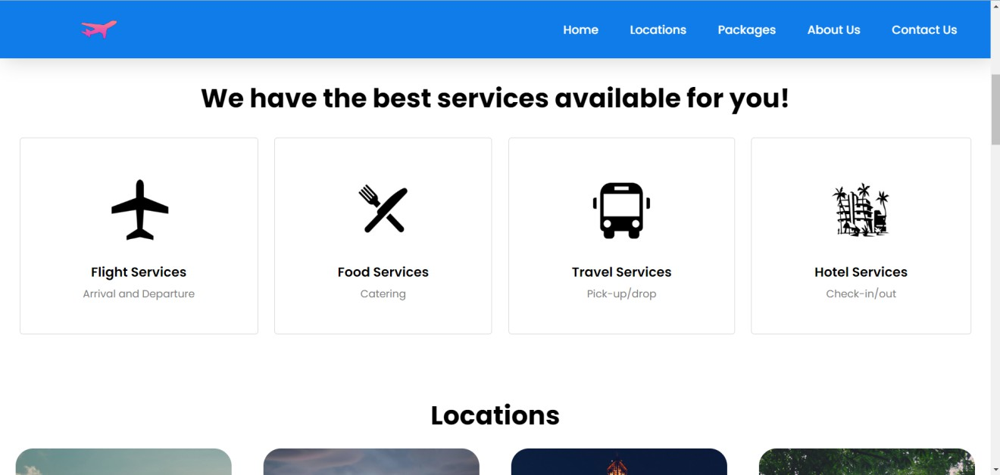 Home Locations Packages About Us Contact Us
We have the best services available for you!
Flight Services
Arrival and Departure
Food Services
Catering
Travel Services
Pick-up/drop
Hotel Services
Check-in/out
Locations